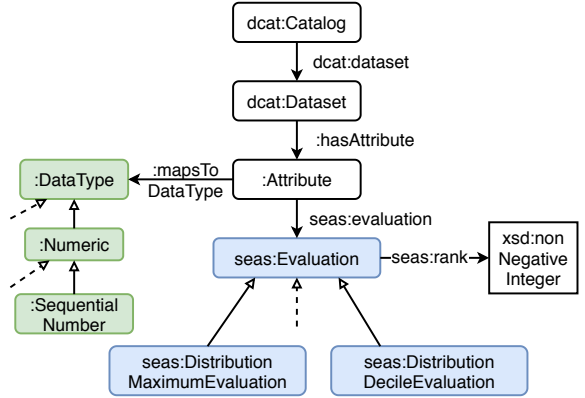 dcat:Catalog
dcat:dataset
dcat:Dataset
:hasAttribute
:DataType
:mapsTo
DataType
:Attribute
seas:evaluation
:Numeric
seas:Evaluation
seas:rank
xsd:non
Negative
Integer
:Sequential
Number
seas:Distribution
MaximumEvaluation
seas:Distribution
DecileEvaluation